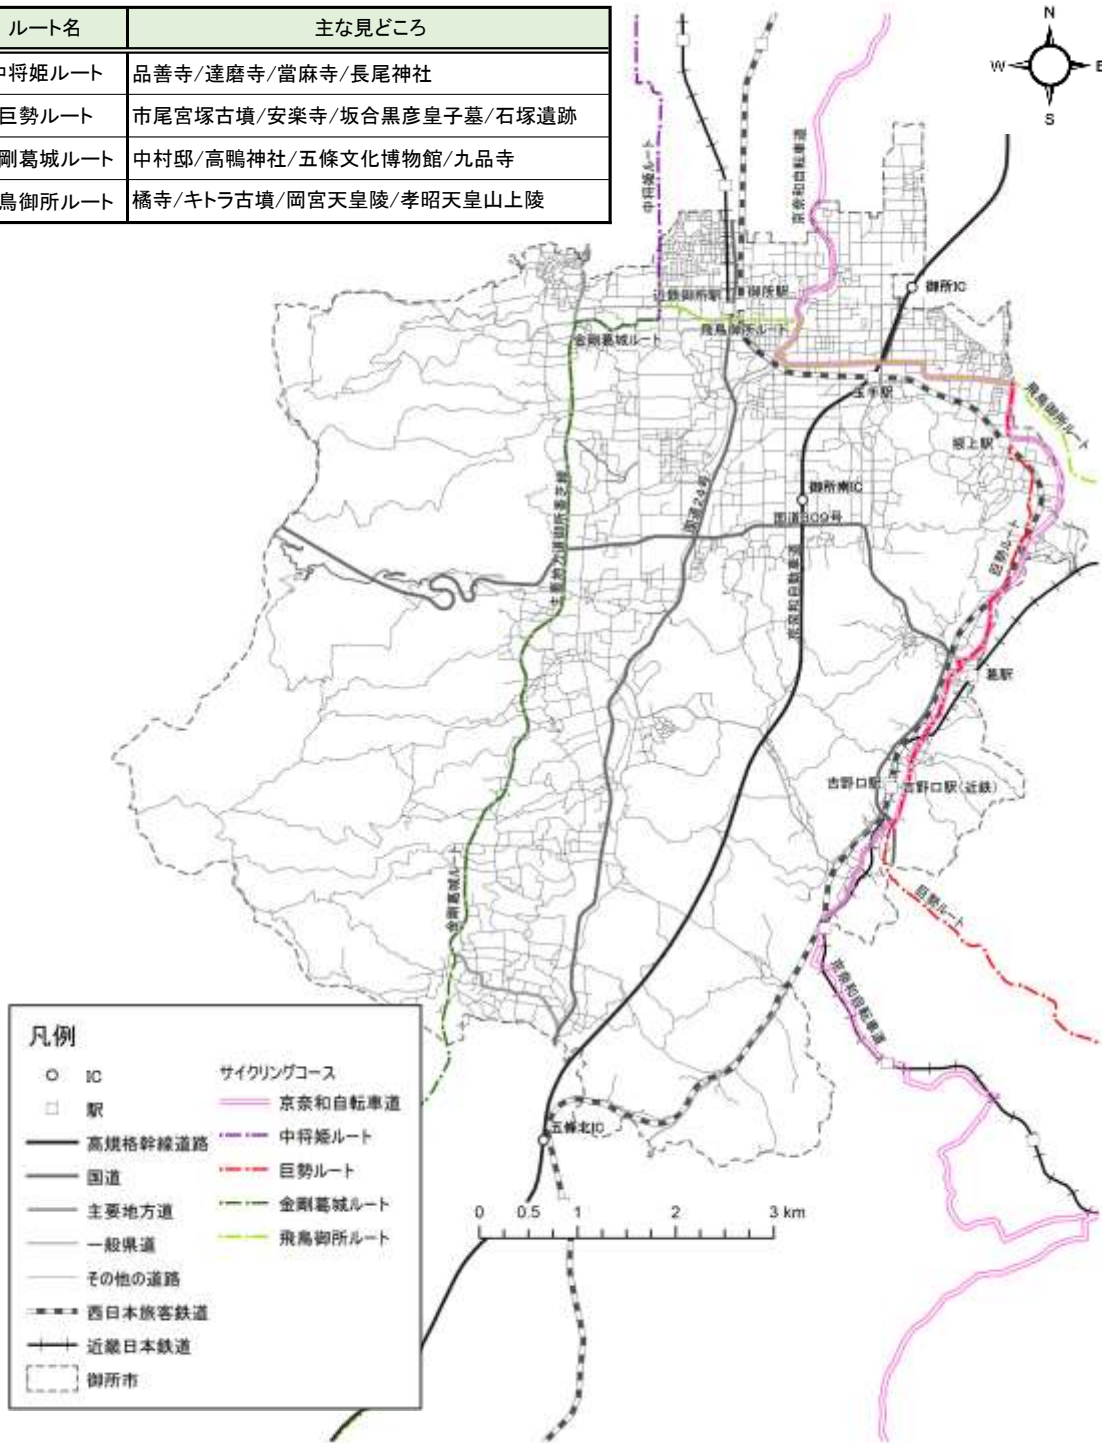 ルート名 主な見どころ
中将姫ルート 品善寺/達磨寺/當麻寺/長尾神社
巨勢ルート 市尾宮塚古墳/安楽寺/坂合黒彦皇子墓/石塚遺跡
剛葛城ルート 中村邸/高鴨神社/五條文化博物館/九品寺
鳥御所ルート 橘寺/キトラ古墳/岡宮天皇陵/孝昭天皇山上陵
N
W
E
S
中将姫ルート
京奈和自転車道
御所IC
近鉄御所駅
御所駅
飛鳥御所ルート
金剛葛城ルート
玉手駅
飛鳥御所ルート
掖上駅
御所南IC
国道24号
国道309号
主要地方道御所香芝線
京奈和自動車道
巨勢ルート
葛駅
吉野口駅
吉野口駅(近鉄)
金剛葛城ルート
巨勢ルート
京奈和自転車道
五條北IC
0 0.5 1 2 3 km
凡例
IC
駅
高規格幹線道路
国道
主要地方道
一般県道
その他の道路
西日本旅客鉄道
近畿日本鉄道
御所市
サイクリングコース
京奈和自転車道
中将姫ルート
巨勢ルート
金剛葛城ルート
飛鳥御所ルート